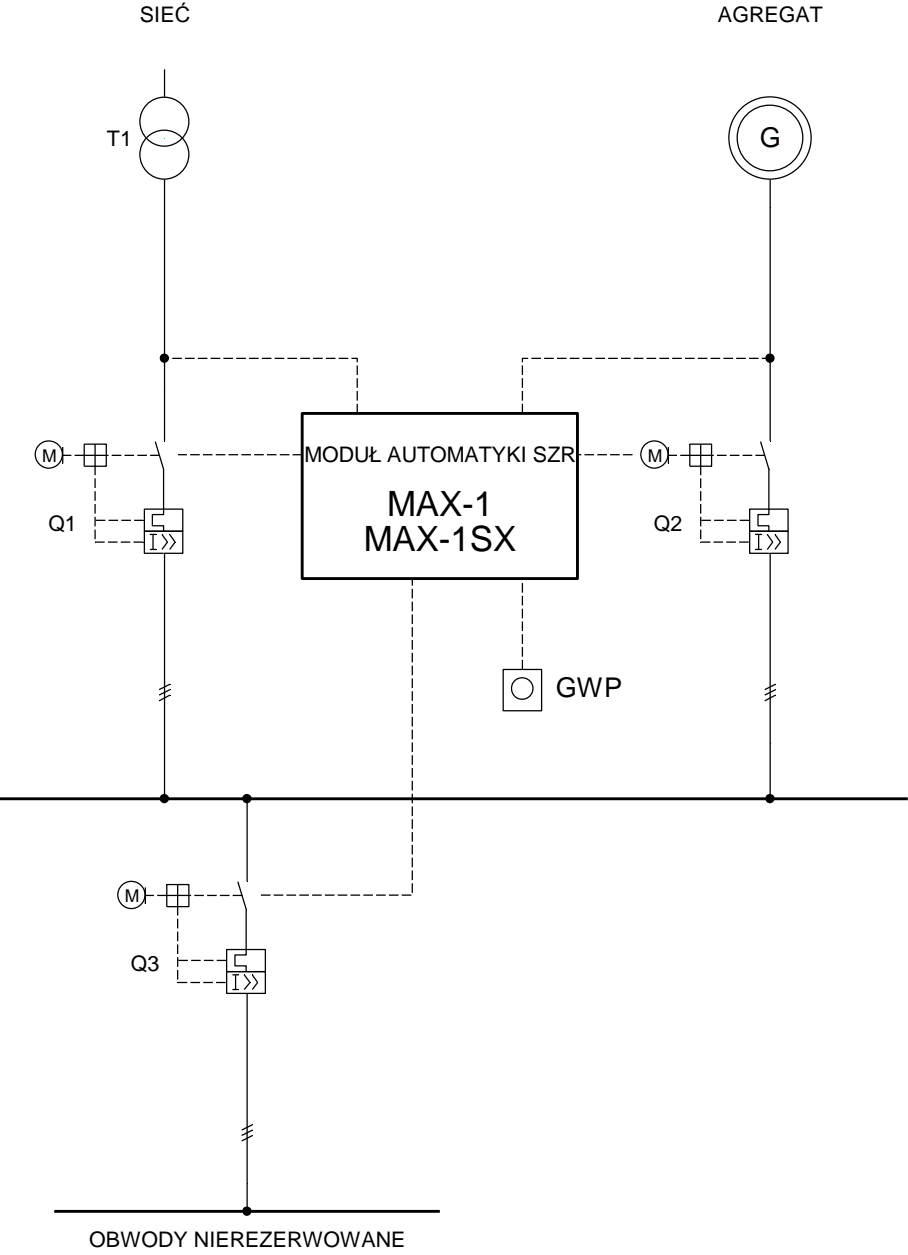 SIEĆ
AGREGAT
T1
G
M
MODUŁ AUTOMATYKI SZR
M
MAX-1
MAX-1SX
Q1
I >>
Q2
I >>
GWP
M
Q3
I >>
OBWODY NIEREZERWOWANE